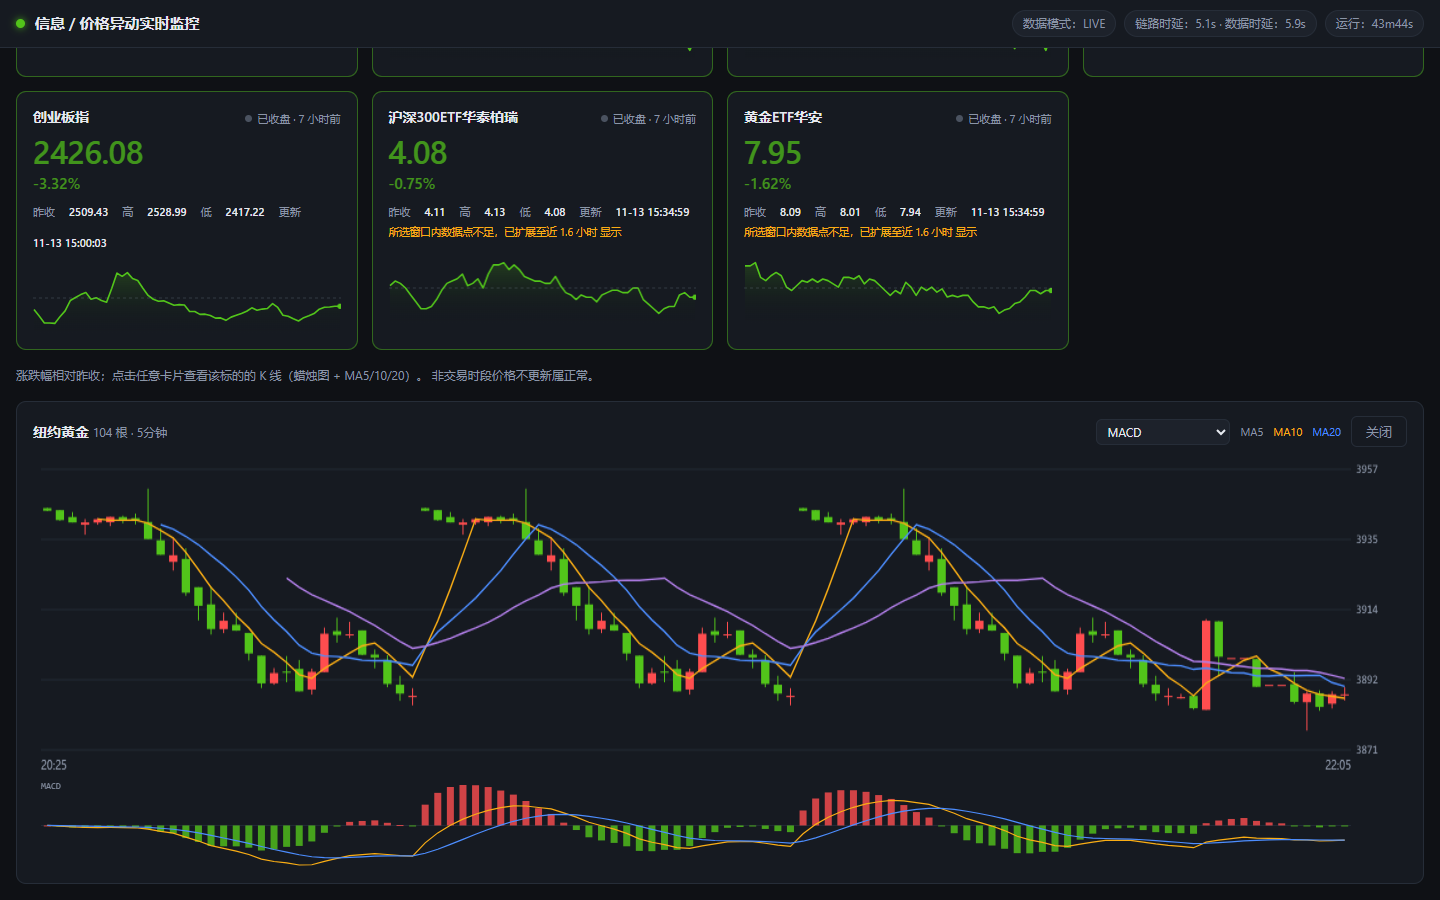 信息 / 价格异动实时监控
数据模式：LIVE
链路时延：5.1s · 数据时延：5.9s
运行：43m44s
创业板指
已收盘 · 7 小时前
2426.08
-3.32%
昨收 2509.43 高 2528.99 低 2417.22 更新
11-13 15:00:03
沪深300ETF华泰柏瑞
已收盘 · 7 小时前
4.08
-0.75%
昨收 4.11 高 4.13 低 4.08 更新 11-13 15:34:59
所选窗口内数据点不足，已扩展至近 1.6 小时 显示
黄金ETF华安
已收盘 · 7 小时前
7.95
-1.62%
昨收 8.09 高 8.01 低 7.94 更新 11-13 15:34:59
所选窗口内数据点不足，已扩展至近 1.6 小时 显示
涨跌幅相对昨收；点击任意卡片查看该标的的 K 线（蜡烛图 + MA5/10/20）。 非交易时段价格不更新属正常。
纽约黄金 104 根 · 5分钟
MACD
MA5 MA10 MA20
关闭
3957
3935
3914
3892
3871
20:25
22:05
MACD